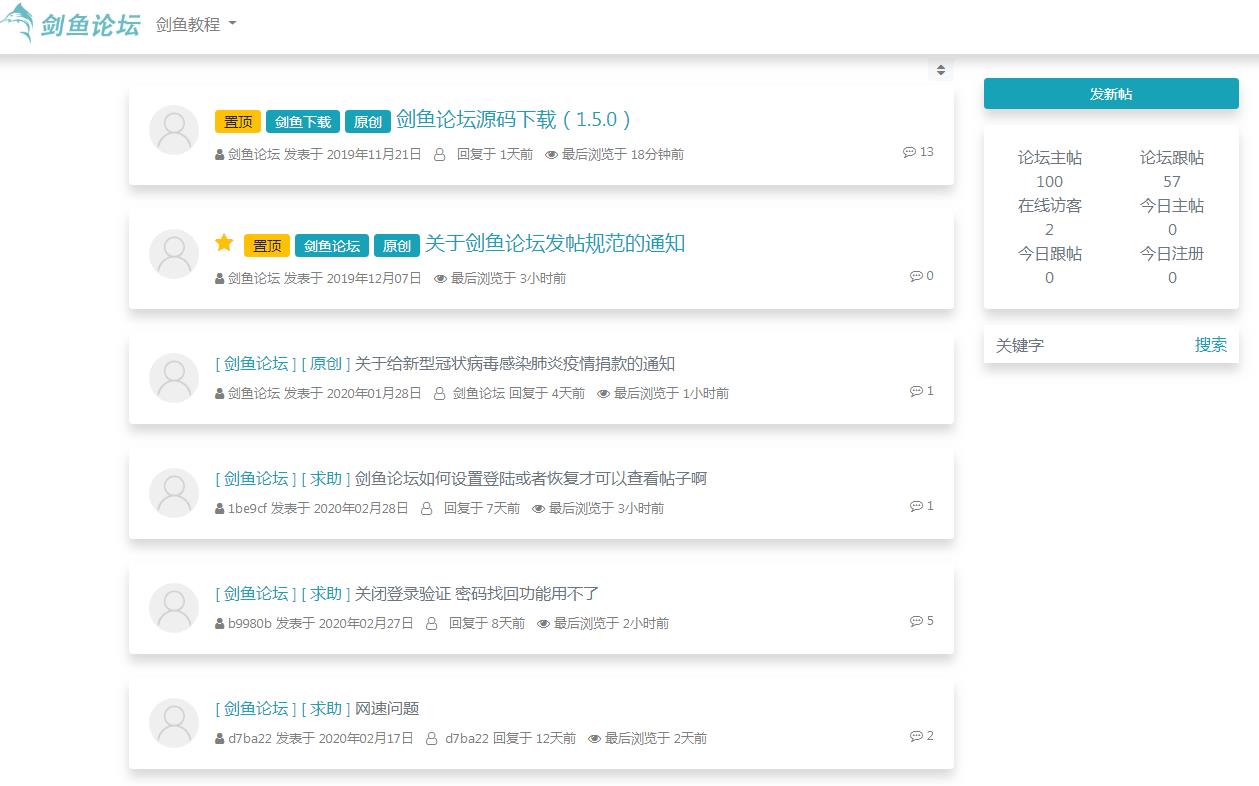 剑鱼论坛 剑鱼教程
置顶 剑鱼下载 原创 剑鱼论坛源码下载（1.5.0）
剑鱼论坛 发表于 2019年11月21日 回复于 1天前 最后浏览于 18分钟前 13
置顶 剑鱼论坛 原创 关于剑鱼论坛发帖规范的通知
剑鱼论坛 发表于 2019年12月07日 最后浏览于 3小时前 0
[ 剑鱼论坛 ] [ 原创 ] 关于给新型冠状病毒感染肺炎疫情捐款的通知
剑鱼论坛 发表于 2020年01月28日 剑鱼论坛 回复于 4天前 最后浏览于 1小时前 1
[ 剑鱼论坛 ] [ 求助 ] 剑鱼论坛如何设置登陆或者恢复才可以查看帖子啊
1be9cf 发表于 2020年02月28日 回复于 7天前 最后浏览于 3小时前 1
[ 剑鱼论坛 ] [ 求助 ] 关闭登录验证 密码找回功能用不了
b9980b 发表于 2020年02月27日 回复于 8天前 最后浏览于 2小时前 5
[ 剑鱼论坛 ] [ 求助 ] 网速问题
d7ba22 发表于 2020年02月17日 d7ba22 回复于 12天前 最后浏览于 2天前 2
发新帖
论坛主帖 论坛跟帖
100 57
在线访客 今日主帖
2 0
今日跟帖 今日注册
0 0
关键字 搜索